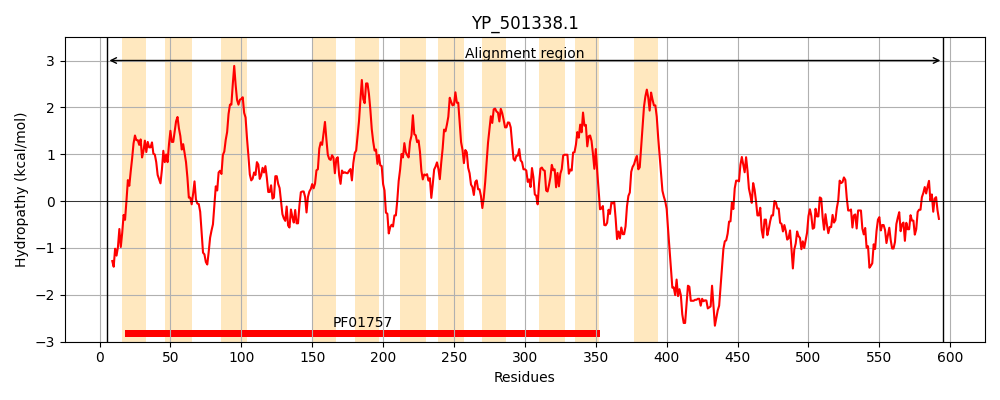 YP_501338.1
Alignment region
3
2
1
0
−1
−2
−3
Hydropathy (kcal/mol)
PF01757
0 50 100 150 200 250 300 350 400 450 500 550 600
Residues